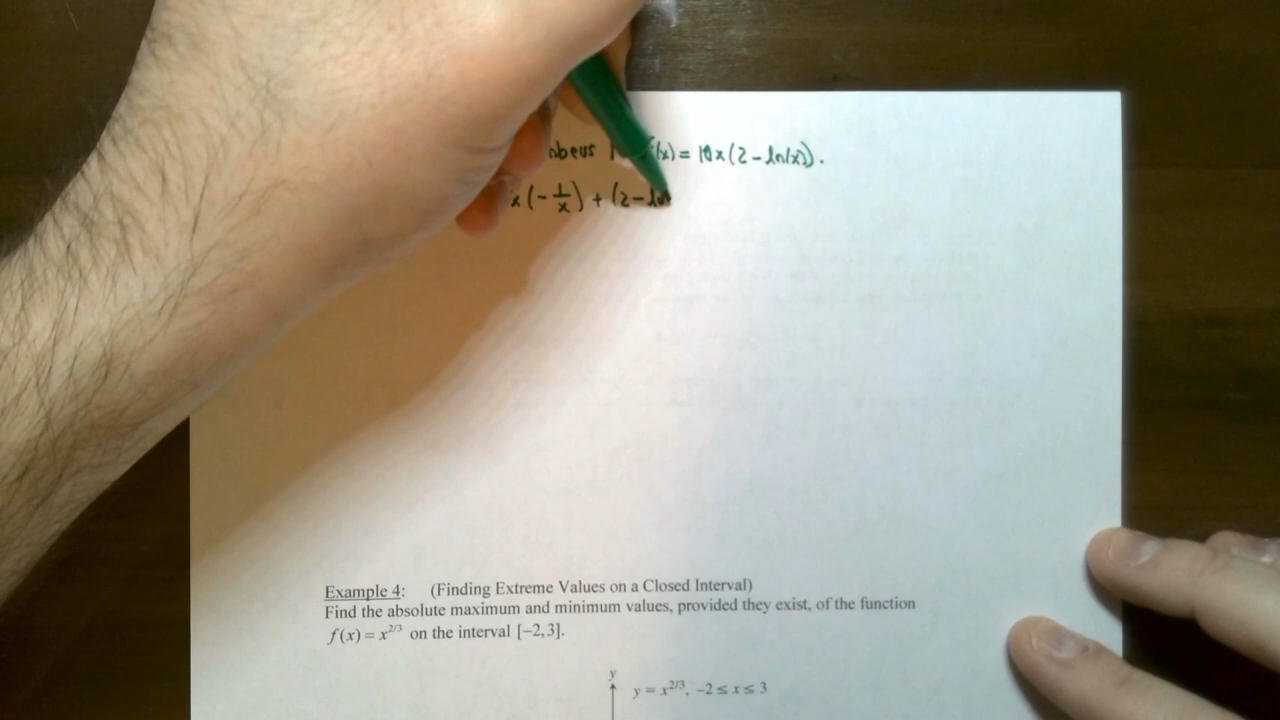 f(x) = 10x(2 - ln(x)).
x(-1/x) + (2 - ln
Example 4: (Finding Extreme Values on a Closed Interval)
Find the absolute maximum and minimum values, provided they exist, of the function
f(x) = x^{2/3} on the interval [−2,3].
y
y = x^{2/3}, −2 ≤ x ≤ 3